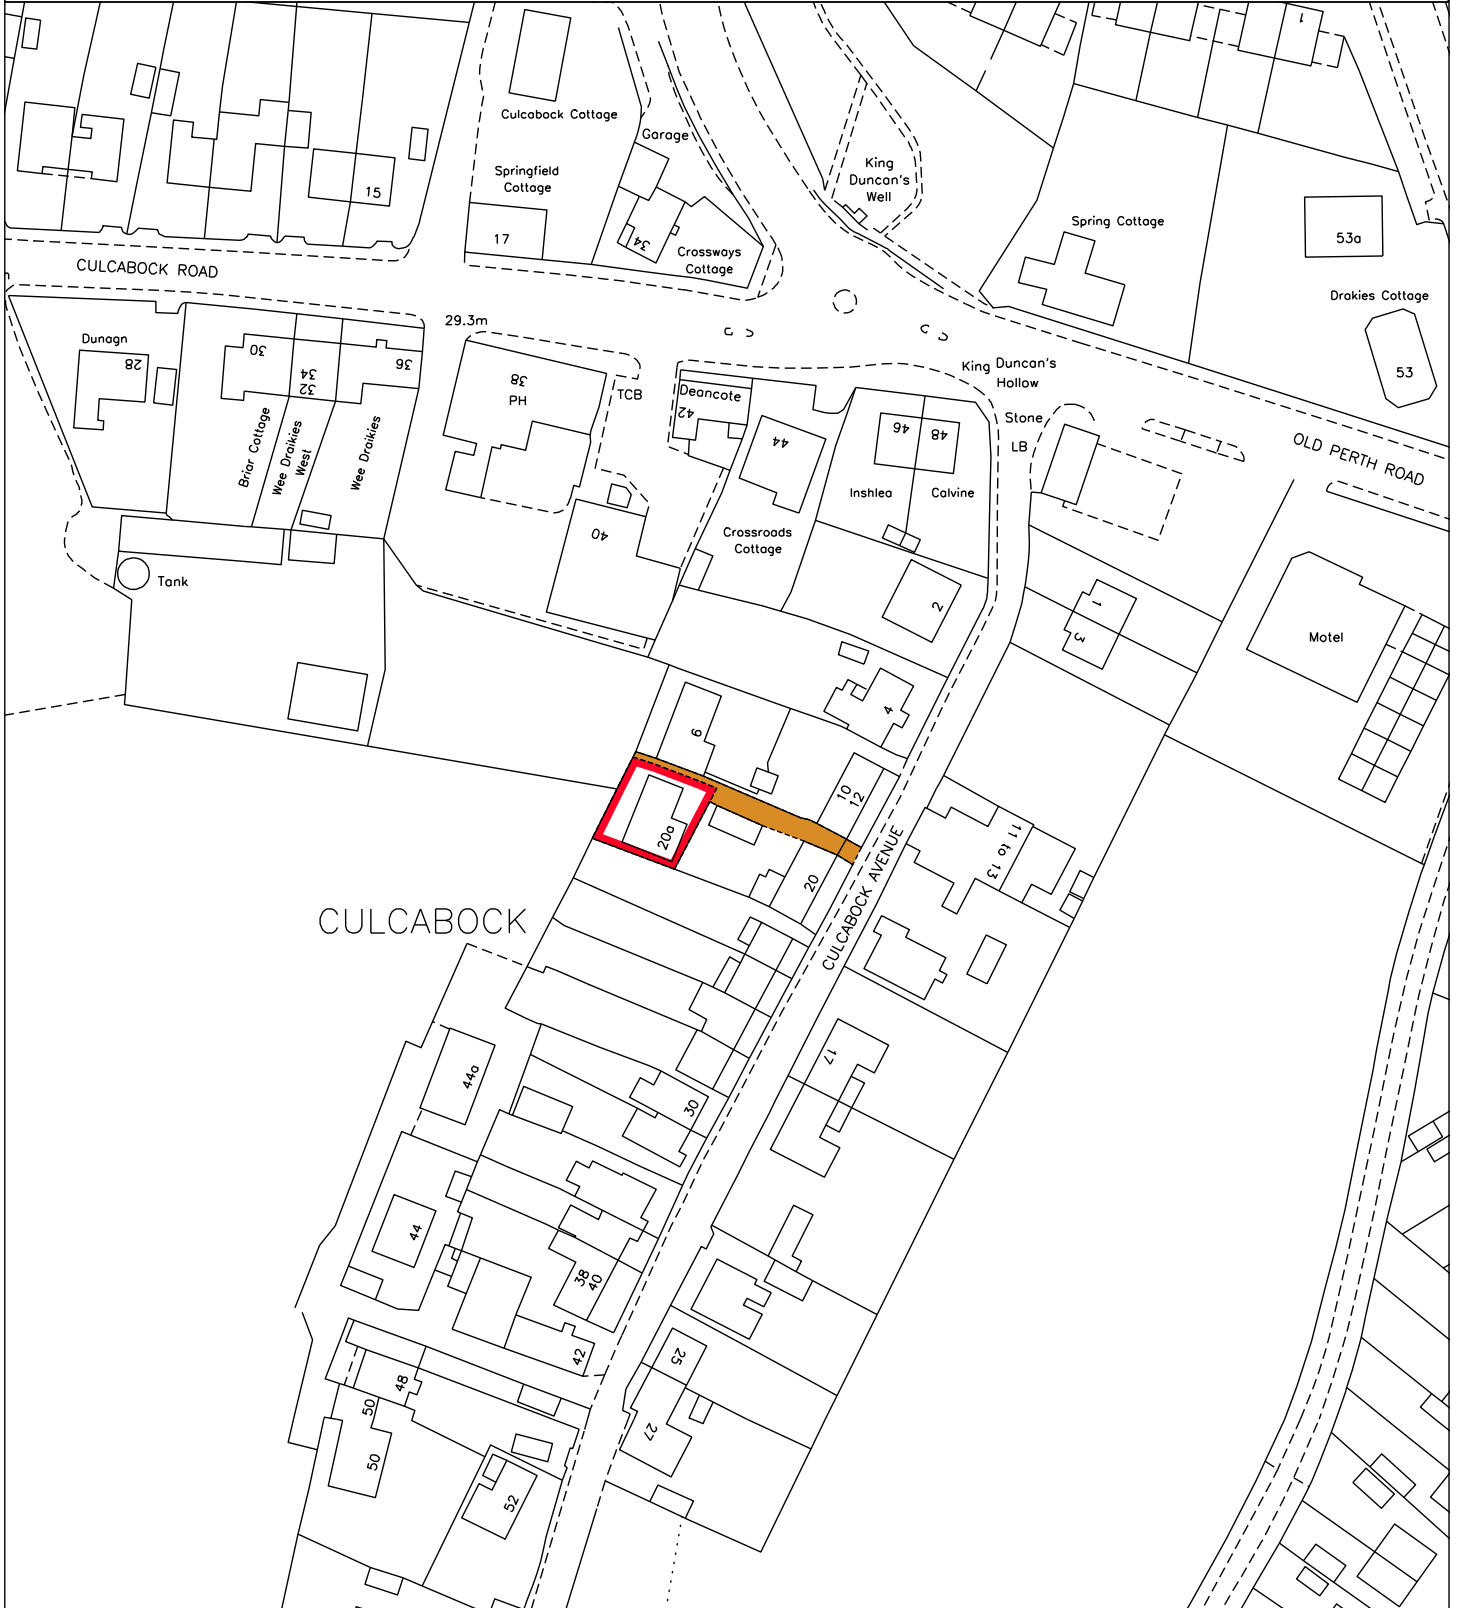 1
Culcabock Cottage
Garage
King
Duncan's
Well
Springfield
Cottage
15
Spring Cottage
17
34
53a
Crossways
Cottage
CULCABOCK ROAD
Drakies Cottage
29.3m
Dunagn
28
30
34
32
36
38
PH
TCB
Deancote
42
King Duncan's
Hollow
53
Stone
LB
44
46
48
OLD PERTH ROAD
Briar Cottage
Wee Draikies
West
Wee Draikies
Inshlea
Calvine
40
Crossroads
Cottage
Tank
2
1
3
Motel
4
6
10
12
20a
11 to 13
20
CULCABOCK AVENUE
CULCABOCK
17
44a
30
44
38
40
42
25
48
50
27
50
52